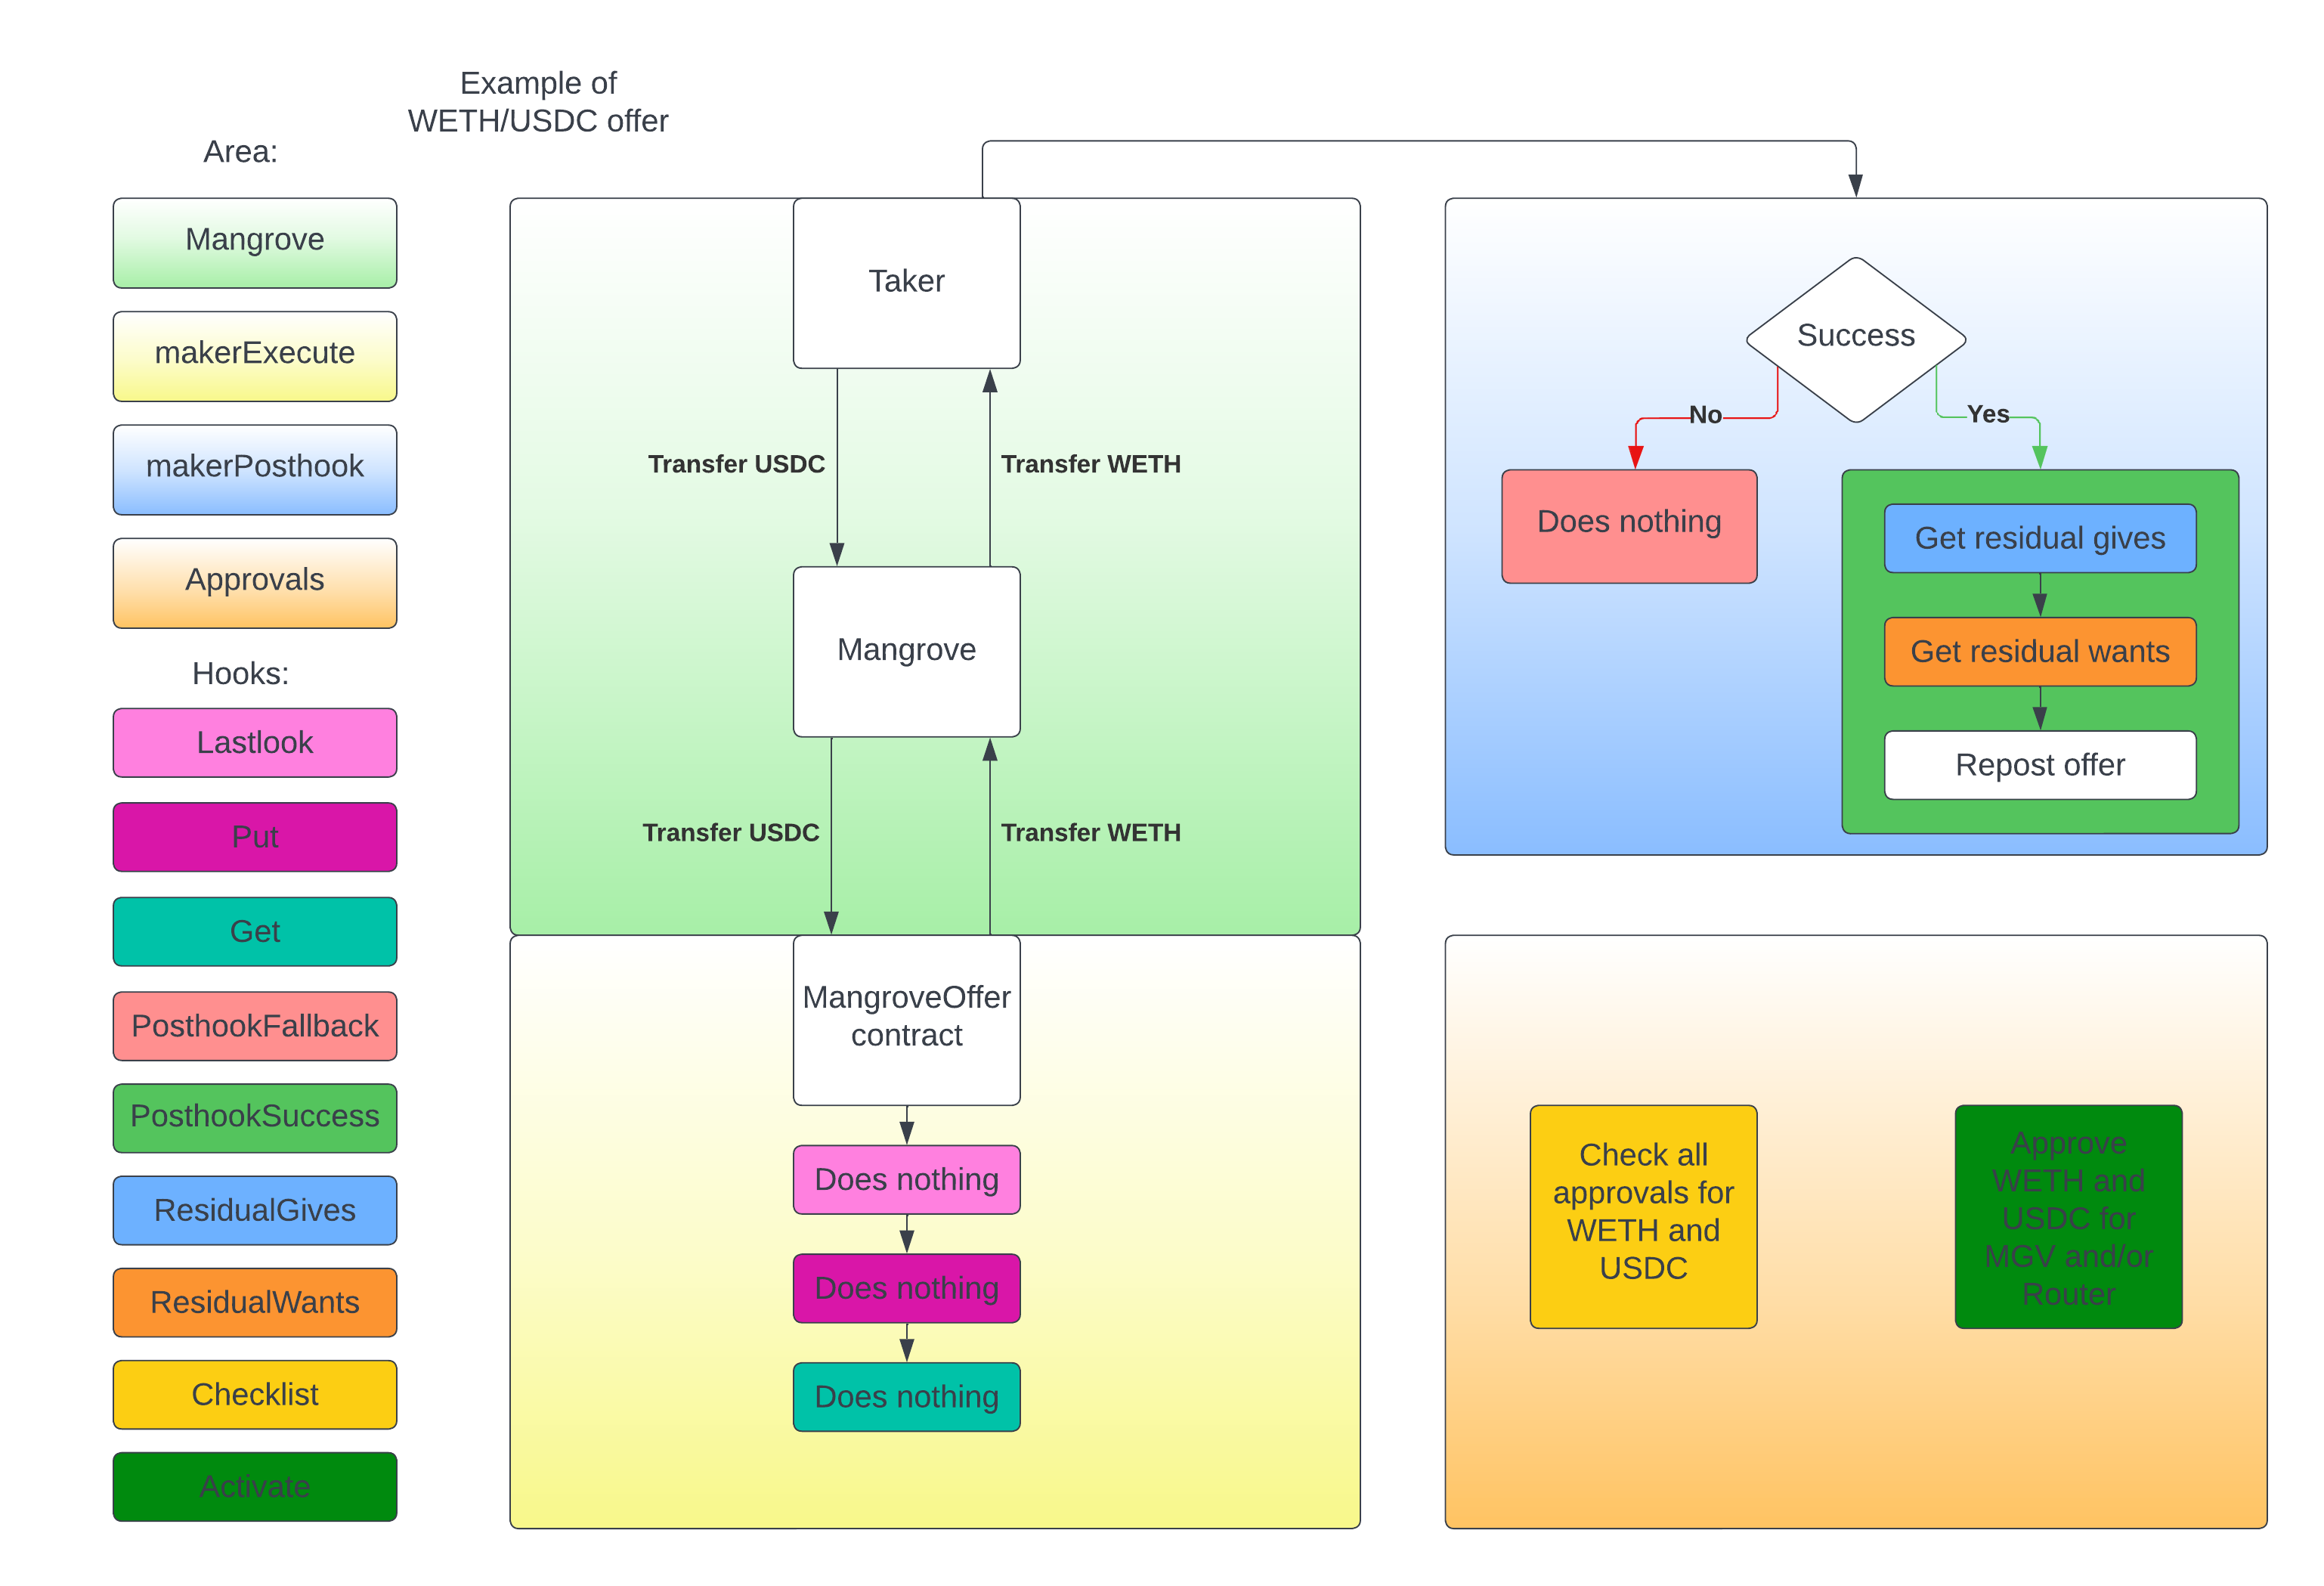 Example of
WETH/USDC offer
Area:
Mangrove
makerExecute
makerPosthook
Approvals
Hooks:
Lastlook
Put
Get
PosthookFallback
PosthookSuccess
ResidualGives
ResidualWants
Checklist
Activate
Taker
Transfer USDC
Transfer WETH
Mangrove
Transfer USDC
Transfer WETH
MangroveOffer
contract
Does nothing
Does nothing
Does nothing
Success
No
Yes
Does nothing
Get residual gives
Get residual wants
Repost offer
Check all
approvals for
WETH and
USDC
Approve
WETH and
USDC for
MGV and/or
Router